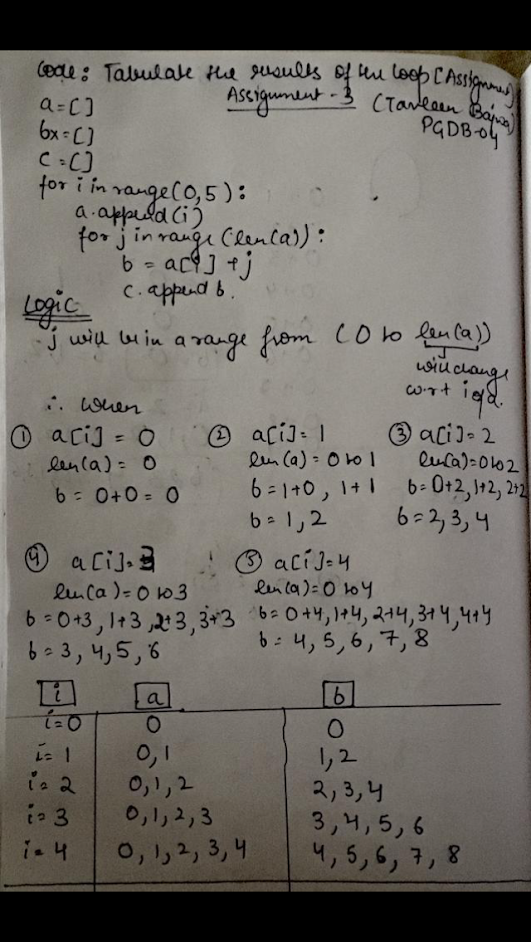 Code: Tabulate the results of the loop [Assignment]
Assignment - 3 (Tanleen Bajwa)
PGDB-04
a = []
bx = []
c = []
for i in range(0,5):
a.append(i)
for j in range(len(a)):
b = a[i] + j
c.append b.
Logic
j will be in a range from (0 to len(a))
will change
w.r.t i of a.
∴ when
① a[i] = 0
len(a) = 0
b = 0+0 = 0
② a[i] = 1
len(a) = 0 to 1
b = 1+0, 1+1
b = 1, 2
③ a[i] = 2
len(a) = 0 to 2
b = 0+2, 1+2, 2+2
b = 2, 3, 4
④ a[i] = 3
len(a) = 0 to 3
b = 0+3, 1+3, 2+3, 3+3
b = 3, 4, 5, 6
⑤ a[i] = 4
len(a) = 0 to 4
b = 0+4, 1+4, 2+4, 3+4, 4+4
b = 4, 5, 6, 7, 8
i a b
i=0 0 0
i=1 0,1 1,2
i=2 0,1,2 2,3,4
i=3 0,1,2,3 3,4,5,6
i=4 0,1,2,3,4 4,5,6,7,8